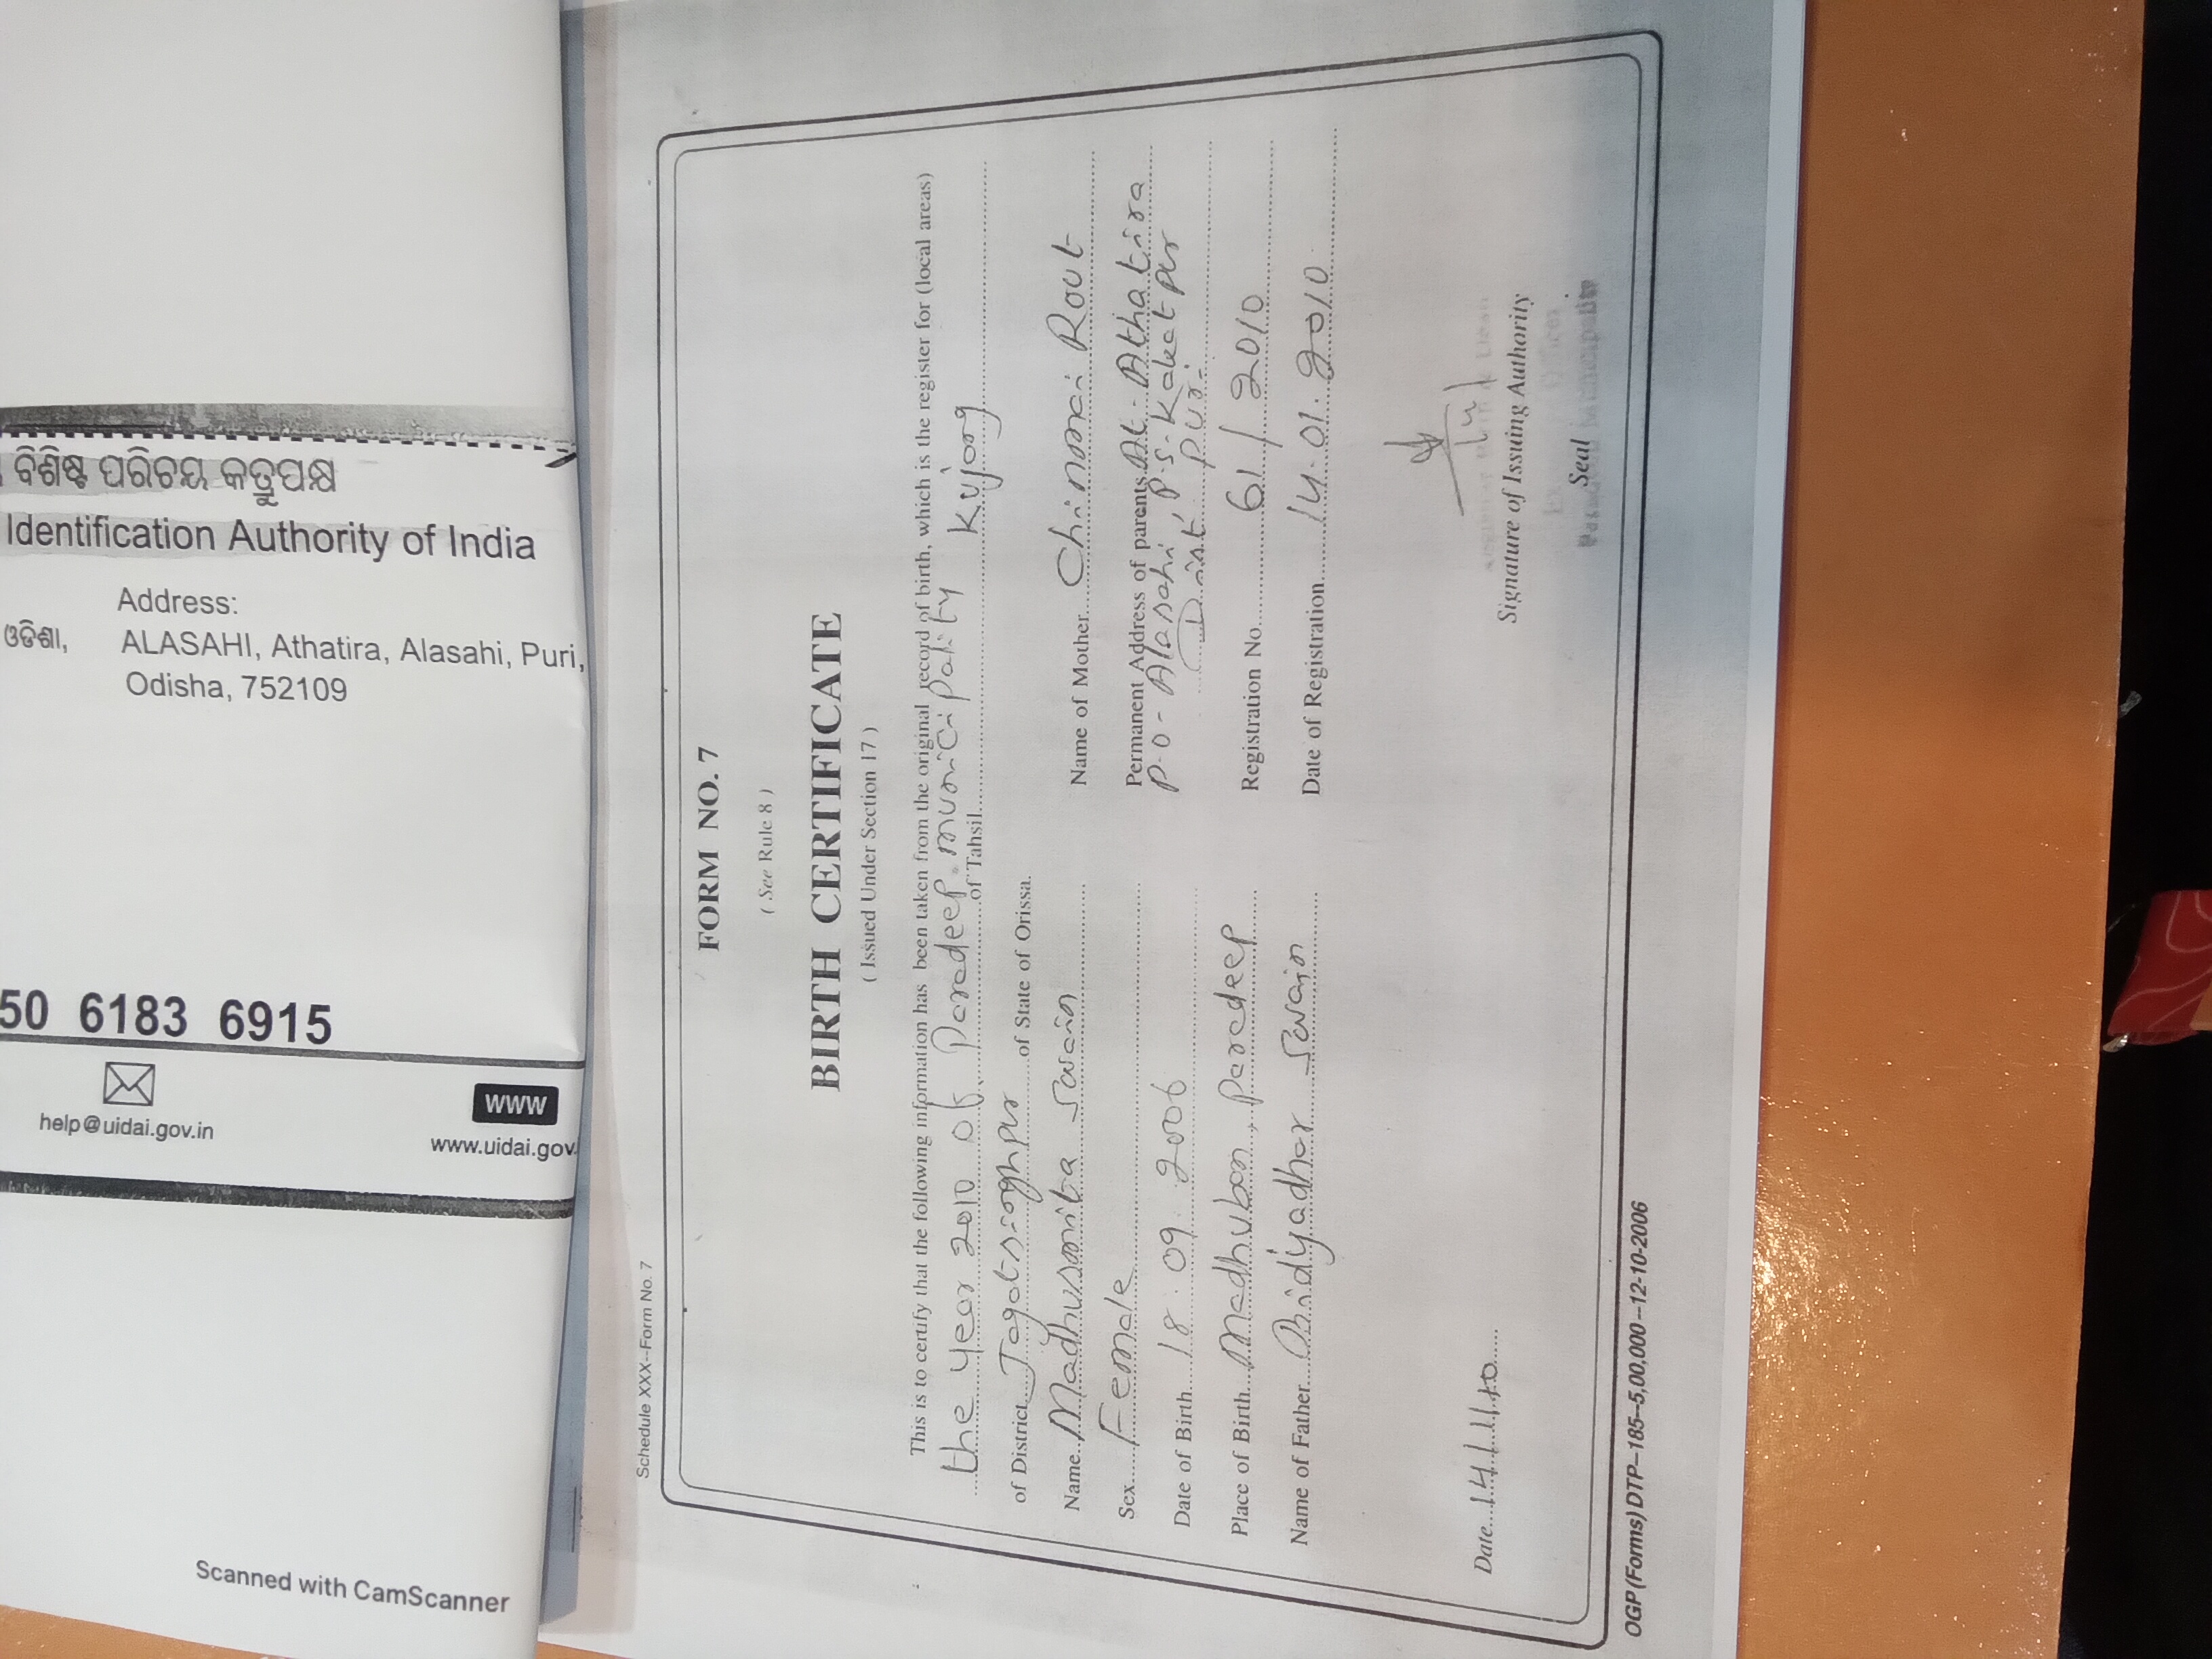 ବିଶିଷ୍ଟ ପରିଚୟ କର୍ତ୍ତୃପକ୍ଷ
Identification Authority of India
Address:
ଓଡିଶା, ALASAHI, Athatira, Alasahi, Puri,
Odisha, 752109
50 6183 6915
help@uidai.gov.in
www
www.uidai.gov.
Scanned with CamScanner
Schedule XXX--Form No. 7
FORM NO. 7
( See Rule 8 )
BIRTH CERTIFICATE
( Issued Under Section 17 )
This is to certify that the following information has been taken from the original record of birth, which is the register for (local areas)
the year 2010 of Paradeep municipality of Tahsil Kujang
of District Jagatsinghpur of State of Orissa.
Name Madhusmita Swain
Name of Mother Chinmai Rout
Sex Female
Permanent Address of parents At - Athatira
P.O - Alasahi, P.S - Kakatpur
Dist, Puri
Date of Birth 18.09.2006
Place of Birth Madhuban, Paradeep
Registration No. 61/2010
Name of Father Bidyadhar Swain
Date of Registration 14.01.2010
Date 14/1/10
Signature of Issuing Authority
Seal
OGP (Forms) DTP--185--5,00,000--12-10-2006